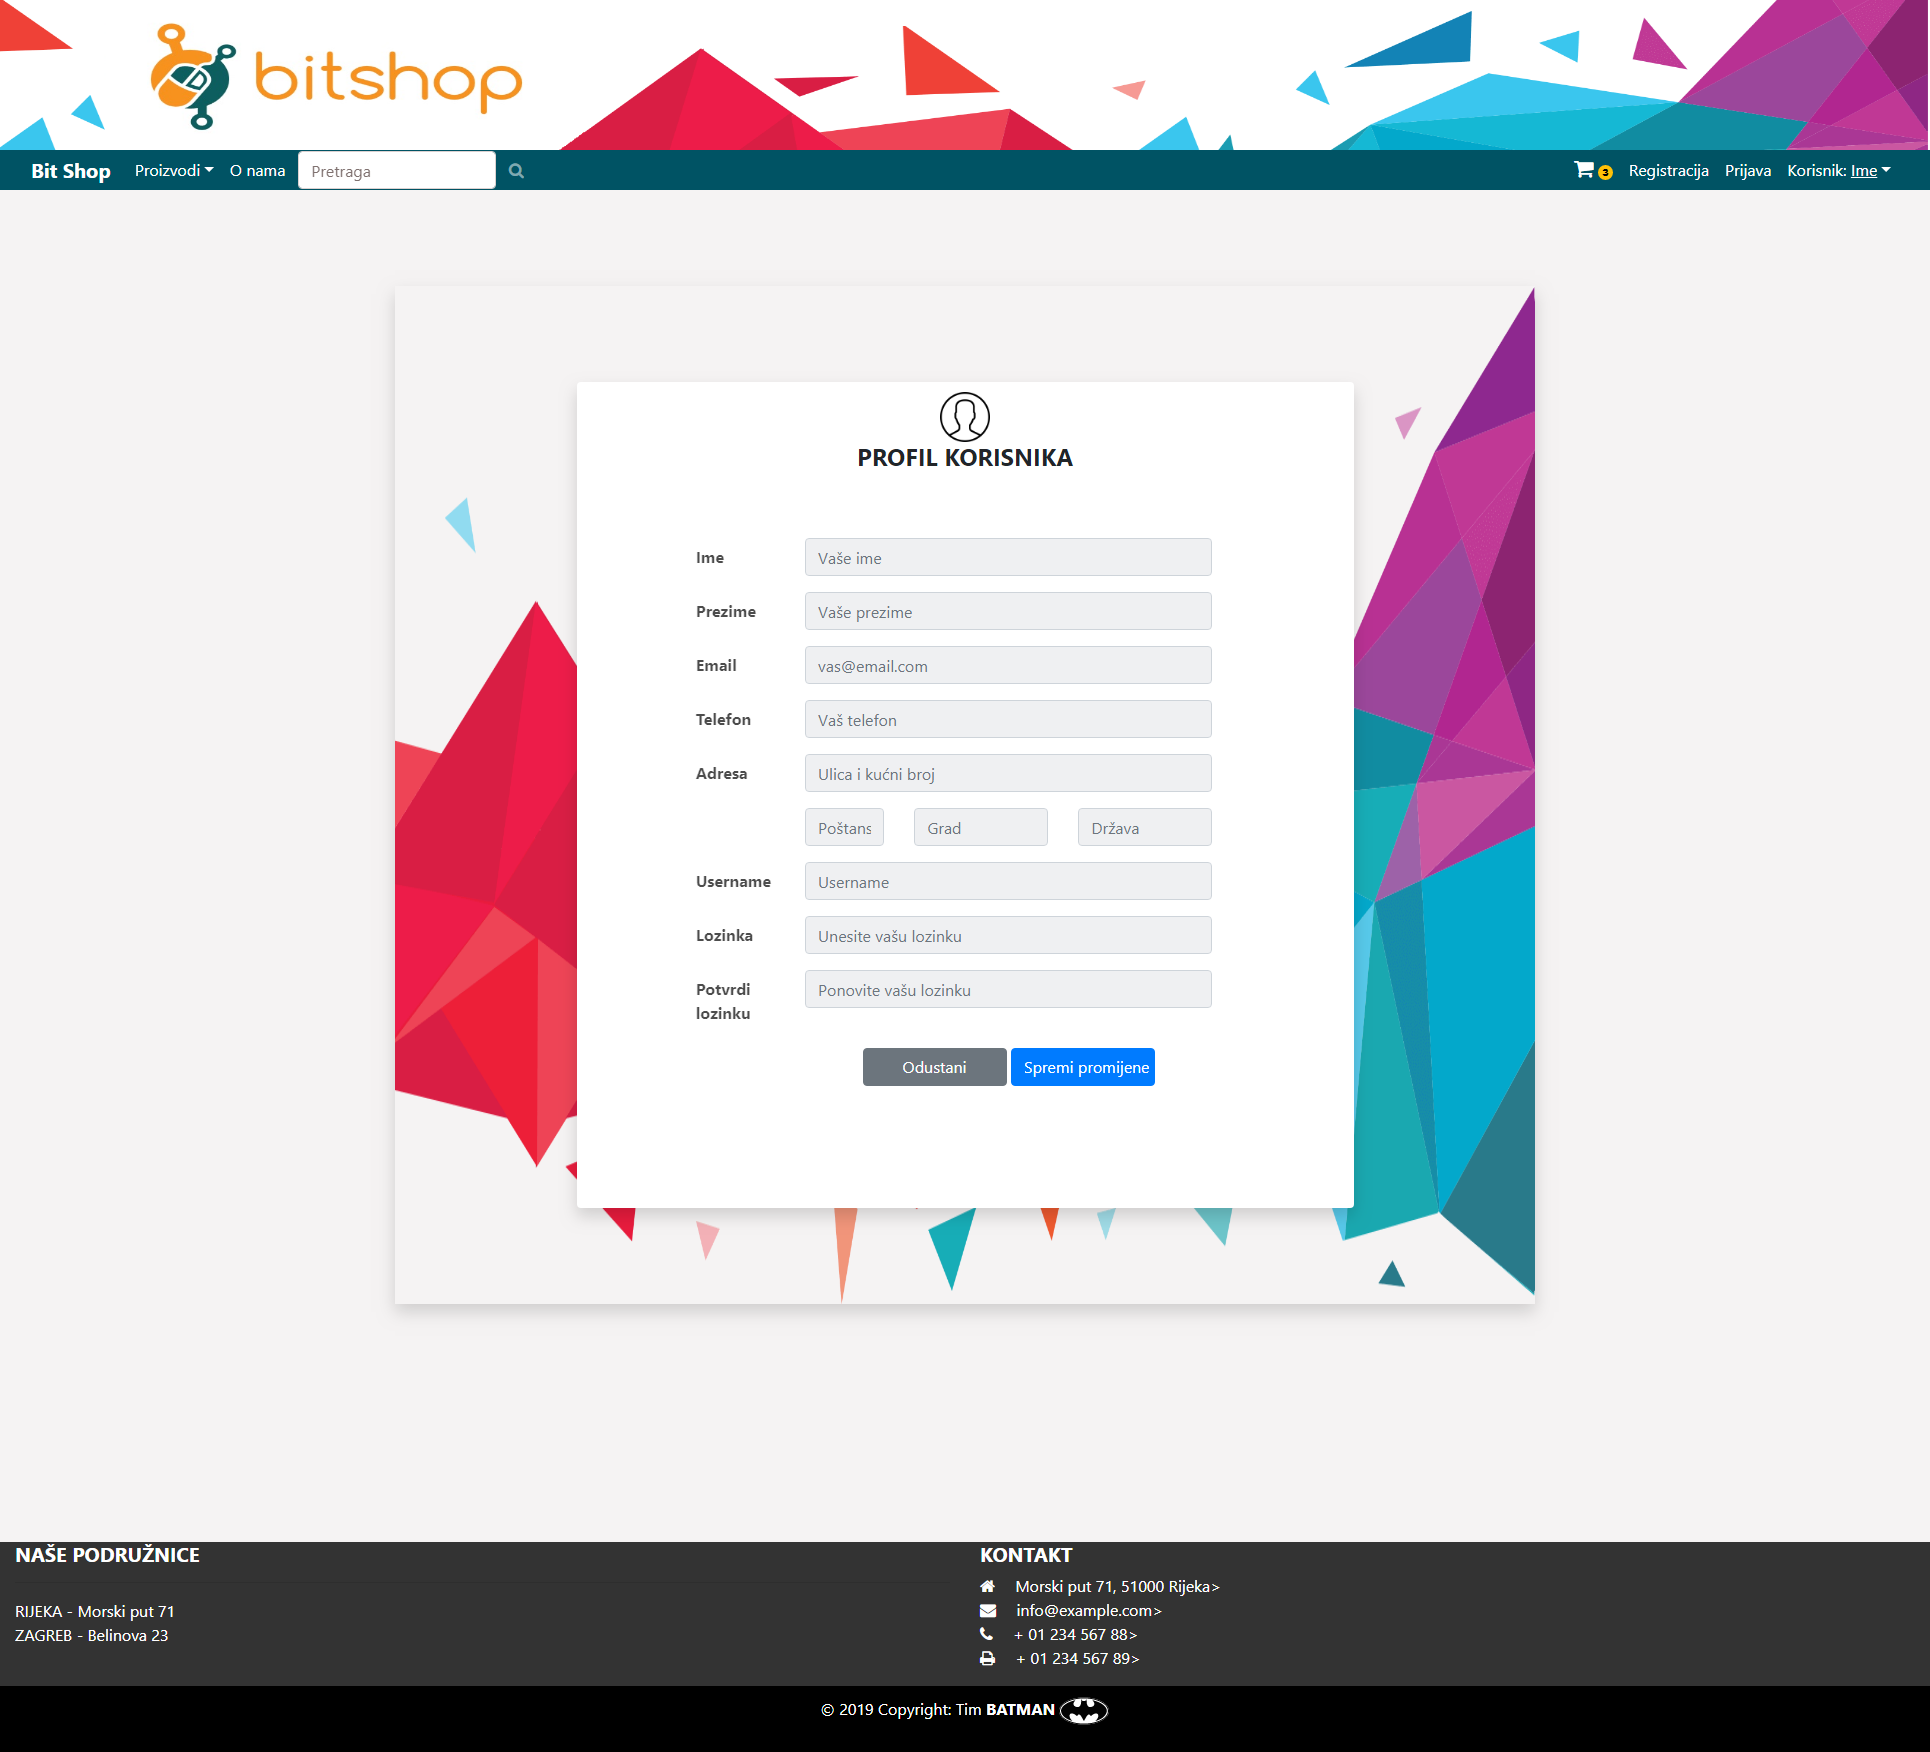 bitshop
Bit Shop Proizvodi O nama Pretraga 3 Registracija Prijava Korisnik: Ime
PROFIL KORISNIKA
Ime Vaše ime
Prezime Vaše prezime
Email vas@email.com
Telefon Vaš telefon
Adresa Ulica i kućni broj
Poštans Grad Država
Username Username
Lozinka Unesite vašu lozinku
Potvrdi Ponovite vašu lozinku
lozinku
Odustani Spremi promijene
NAŠE PODRUŽNICE
RIJEKA - Morski put 71
ZAGREB - Belinova 23
KONTAKT
Morski put 71, 51000 Rijeka>
info@example.com>
+ 01 234 567 88>
+ 01 234 567 89>
© 2019 Copyright: Tim BATMAN